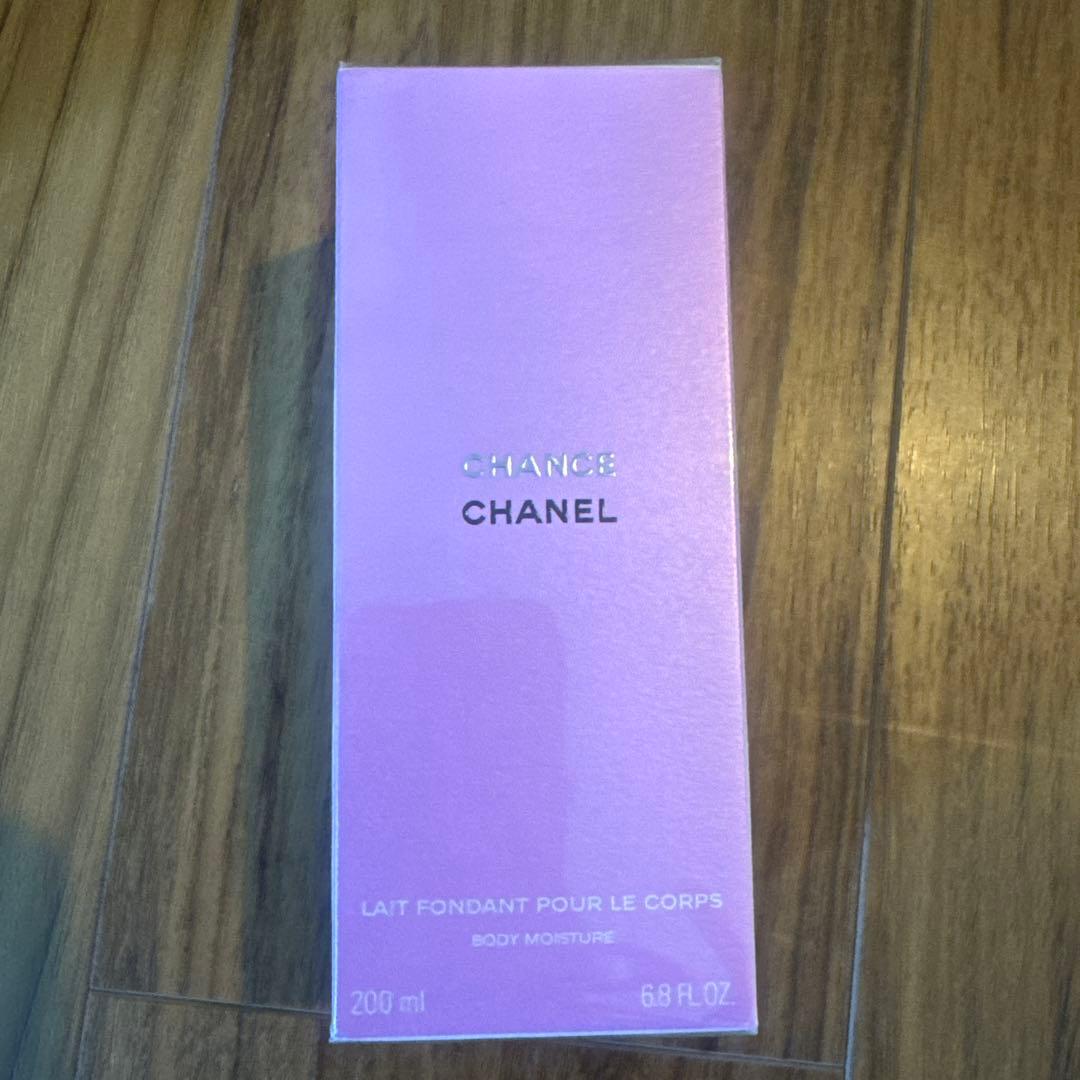 CHANCE
CHANEL
LAIT FONDANT POUR LE CORPS
BODY MOISTURE
200 ml 6.8 FL.OZ.